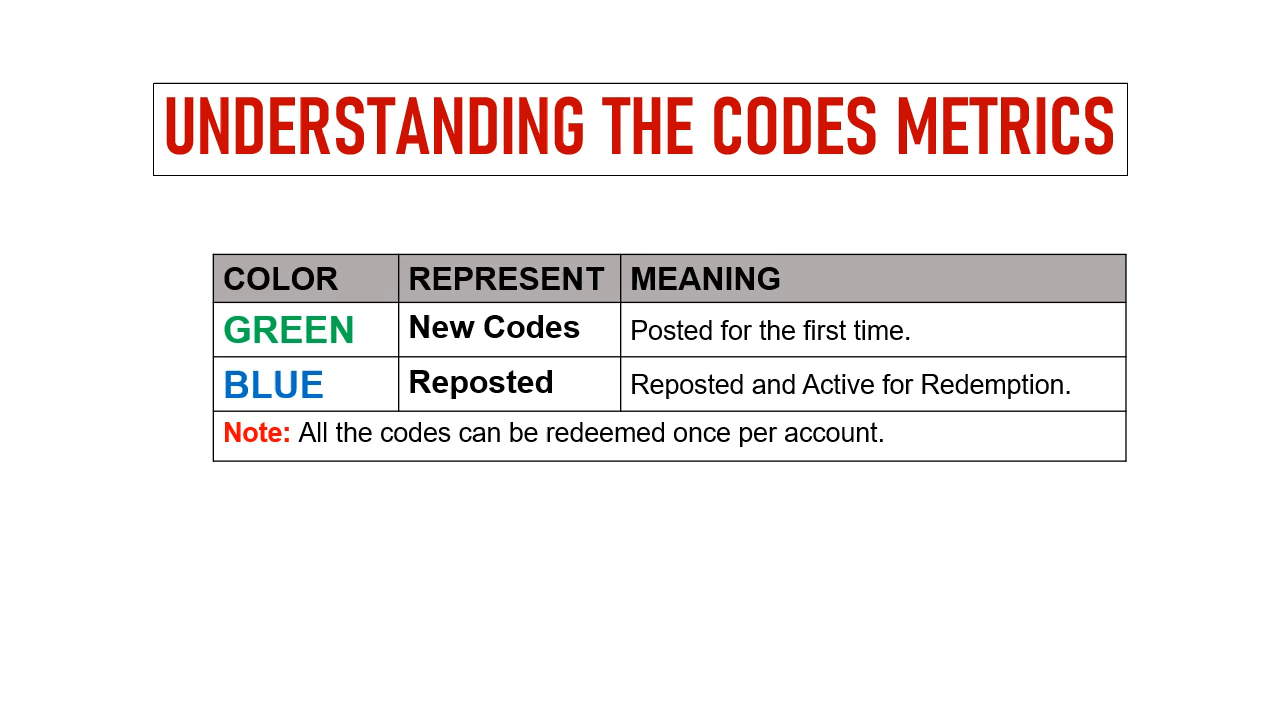 UNDERSTANDING THE CODES METRICS
COLOR REPRESENT MEANING
GREEN New Codes Posted for the first time.
BLUE Reposted Reposted and Active for Redemption.
Note: All the codes can be redeemed once per account.